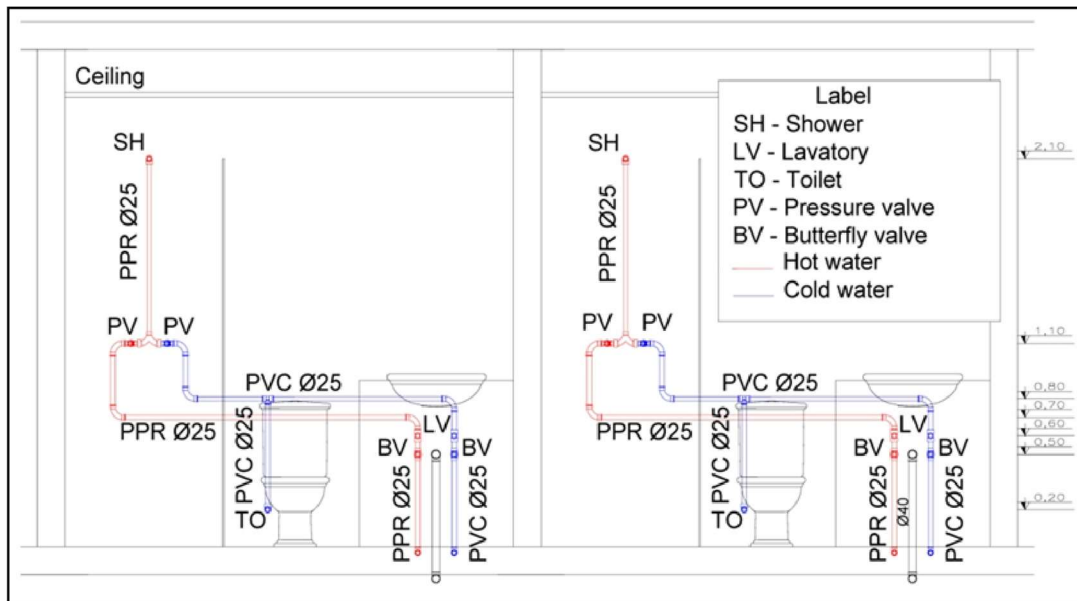 Ceiling
Label
SH - Shower
LV - Lavatory
TO - Toilet
PV - Pressure valve
BV - Butterfly valve
Hot water
Cold water
SH
SH
2,10
PPR Ø25
PPR Ø25
PV
PV
PV
PV
1,10
PVC Ø25
PVC Ø25
0,80
0,70
LV
LV
0,60
PPR Ø25
PPR Ø25
PVC Ø25
PVC Ø25
BV
BV
BV
BV
0,50
PPR Ø25
PVC Ø25
PPR Ø25
Ø40
PVC Ø25
TO
TO
0,20